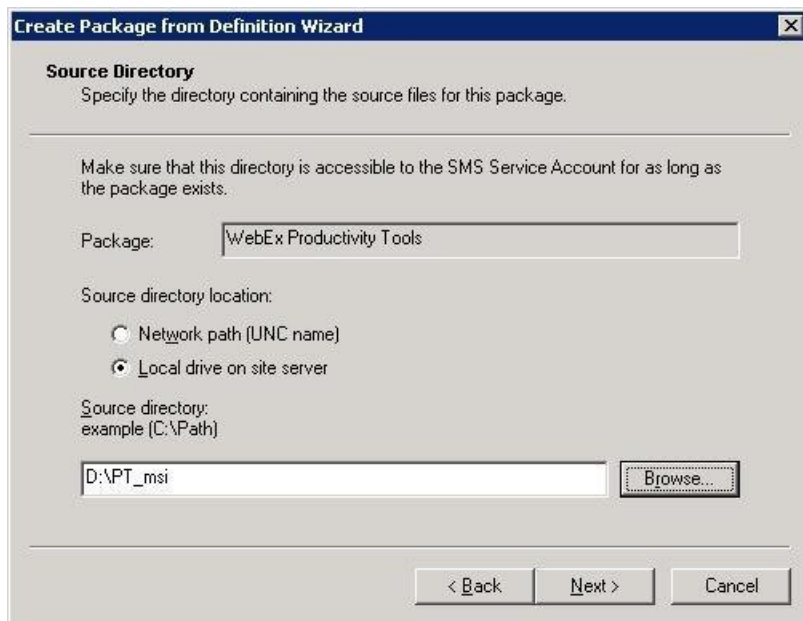 Create Package from Definition Wizard
Source Directory
Specify the directory containing the source files for this package.
Make sure that this directory is accessible to the SMS Service Account for as long as
the package exists.
Package: WebEx Productivity Tools
Source directory location:
Network path (UNC name)
Local drive on site server
Source directory:
example (C:\Path)
D:\PT_msi Browse...
< Back Next > Cancel